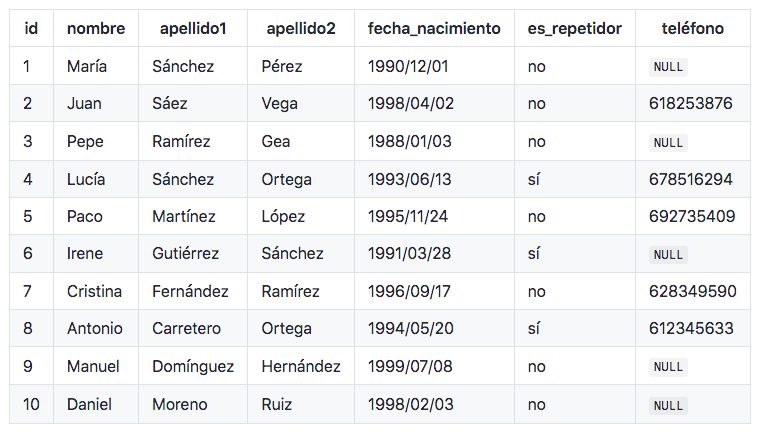 id nombre apellido1 apellido2 fecha_nacimiento es_repetidor teléfono
1 María Sánchez Pérez 1990/12/01 no NULL
2 Juan Sáez Vega 1998/04/02 no 618253876
3 Pepe Ramírez Gea 1988/01/03 no NULL
4 Lucía Sánchez Ortega 1993/06/13 sí 678516294
5 Paco Martínez López 1995/11/24 no 692735409
6 Irene Gutiérrez Sánchez 1991/03/28 sí NULL
7 Cristina Fernández Ramírez 1996/09/17 no 628349590
8 Antonio Carretero Ortega 1994/05/20 sí 612345633
9 Manuel Domínguez Hernández 1999/07/08 no NULL
10 Daniel Moreno Ruiz 1998/02/03 no NULL